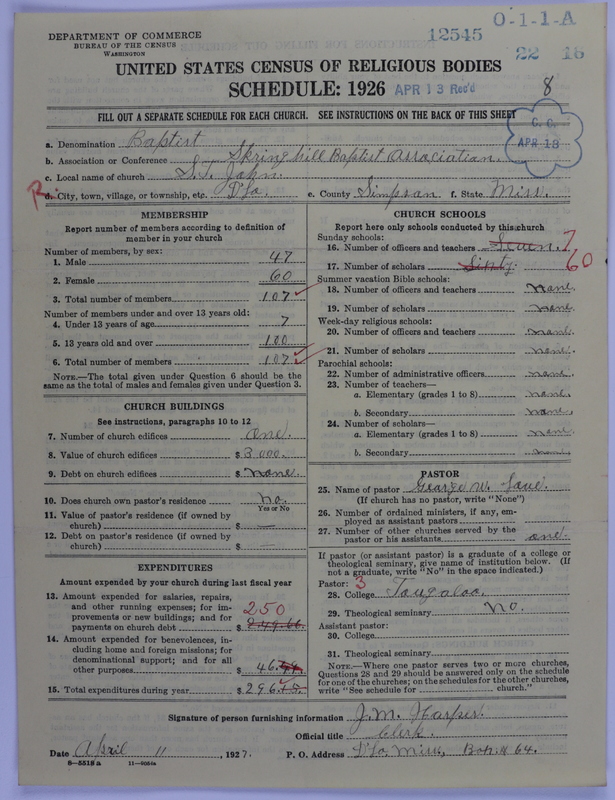 DEPARTMENT OF COMMERCE
BUREAU OF THE CENSUS
WASHINGTON
12545
O-1-1-A
22 18
UNITED STATES CENSUS OF RELIGIOUS BODIES
SCHEDULE: 1926
APR 13 Rec'd
8
FILL OUT A SEPARATE SCHEDULE FOR EACH CHURCH. SEE INSTRUCTIONS ON THE BACK OF THIS SHEET
C. C.
APR 13
a. Denomination Baptist
b. Association or Conference Spring hill Baptist Association.
c. Local name of church S.T. John.
R. d. City, town, village, or township, etc. D'Lo. e. County Simpson f. State Miss.
MEMBERSHIP
Report number of members according to definition of
member in your church
Number of members, by sex:
1. Male 47
2. Female 60
3. Total number of members 107
Number of members under and over 13 years old:
4. Under 13 years of age 7
5. 13 years old and over 100
6. Total number of members 107
NOTE.—The total given under Question 6 should be the
same as the total of males and females given under Question 3.
CHURCH BUILDINGS
See instructions, paragraphs 10 to 12
7. Number of church edifices one.
8. Value of church edifices $ 3,000.
9. Debt on church edifices $ none.
10. Does church own pastor's residence No.
Yes or No
11. Value of pastor's residence (if owned by
church) $ —
12. Debt on pastor's residence (if owned by
church) $ —
EXPENDITURES
Amount expended by your church during last fiscal year
13. Amount expended for salaries, repairs,
and other running expenses; for im-
provements or new buildings; and for
payments on church debt $ 250
14. Amount expended for benevolences, in-
cluding home and foreign missions; for
denominational support; and for all
other purposes $ 46.
15. Total expenditures during year $ 296.15.
CHURCH SCHOOLS
Report here only schools conducted by this church
Sunday schools:
16. Number of officers and teachers Seven. 7
17. Number of scholars Sixty. 60
Summer vacation Bible schools:
18. Number of officers and teachers none.
19. Number of scholars none.
Week-day religious schools:
20. Number of officers and teachers none.
21. Number of scholars none.
Parochial schools:
22. Number of administrative officers none.
23. Number of teachers—
a. Elementary (grades 1 to 8) none.
b. Secondary none.
24. Number of scholars—
a. Elementary (grades 1 to 8) none.
b. Secondary none.
PASTOR
25. Name of pastor George W.
(If church has no pastor, write "None")
26. Number of ordained ministers, if any, em-
ployed as assistant pastors
27. Number of other churches served by the
pastor or his assistants one.
If pastor (or assistant pastor) is a graduate of a college or
theological seminary, give name of institution below. (If
not a graduate, write "No" in the space indicated.)
Pastor: 3
28. College Tougaloo.
29. Theological seminary No.
Assistant pastor:
30. College
31. Theological seminary
NOTE.—Where one pastor serves two or more churches,
Questions 28 and 29 should be answered only on the schedule
for one of the churches; on the schedules for the other churches,
write "See schedule for ______ church."
Signature of person furnishing information J.M. Harper.
Official title Clerk.
Date April 11, 1927. P. O. Address D'Lo Miss, Box 64.
8—5518a 11—9064a